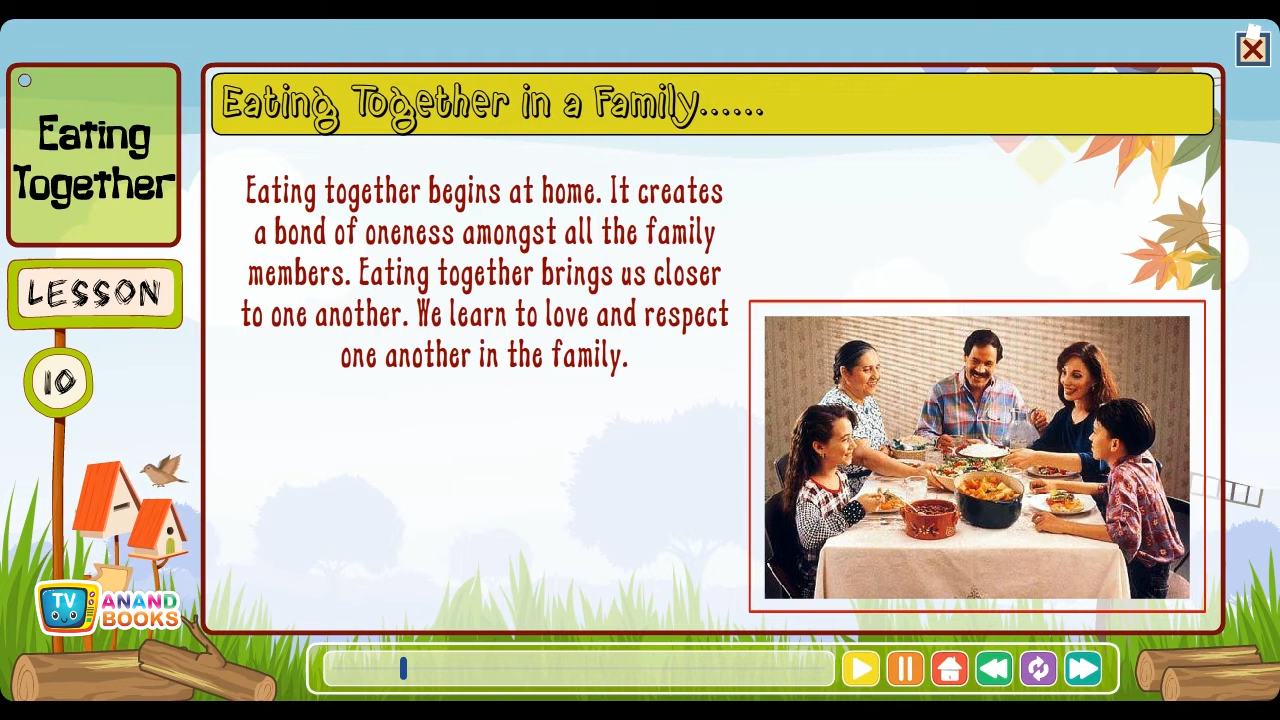 Eating
Together
LESSON
10
Eating Together in a Family......
Eating together begins at home. It creates
a bond of oneness amongst all the family
members. Eating together brings us closer
to one another. We learn to love and respect
one another in the family.
TV
ANAND
BOOKS